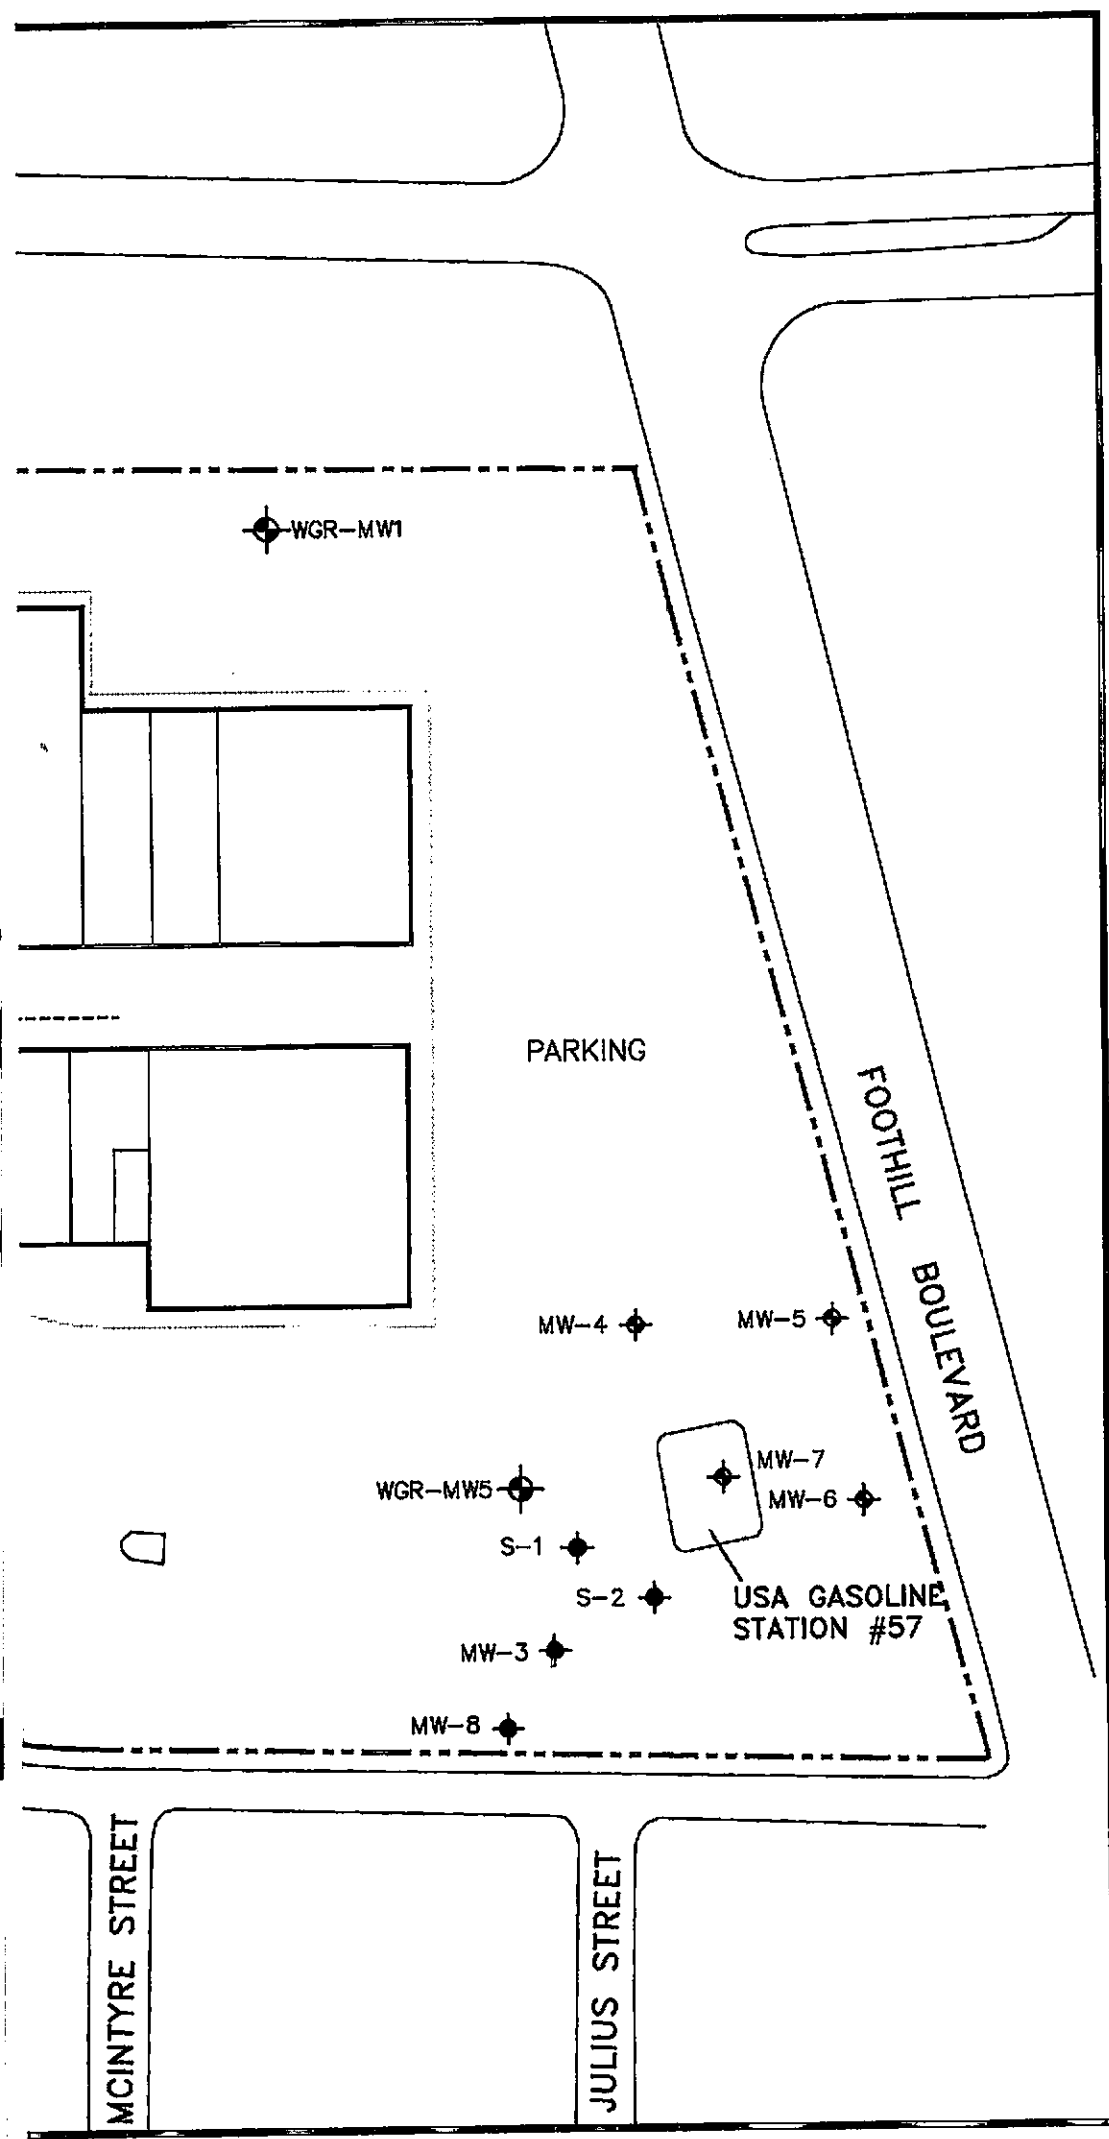 WGR-MW1
PARKING
FOOTHILL BOULEVARD
MW-4
MW-5
MW-7
WGR-MW5
MW-6
S-1
S-2
USA GASOLINE
STATION #57
MW-3
MW-8
MCINTYRE STREET
JULIUS STREET